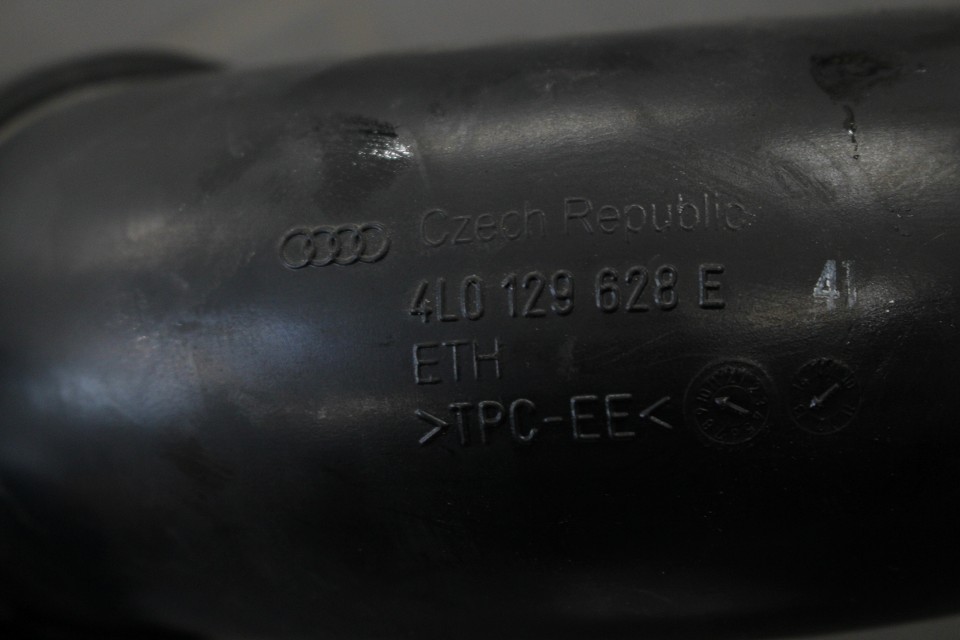 Czech Republic
4L0 129 628 E
ETH
>TPC-EE<